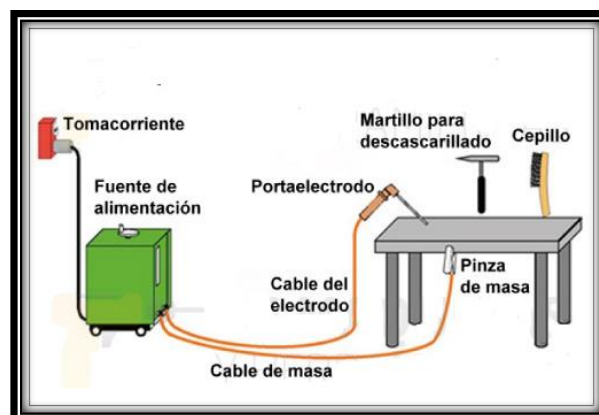 Tomacorriente
Fuente de
alimentación
Portaelectrodo
Martillo para
descascarillado
Cepillo
Cable del
electrodo
Pinza
de masa
Cable de masa